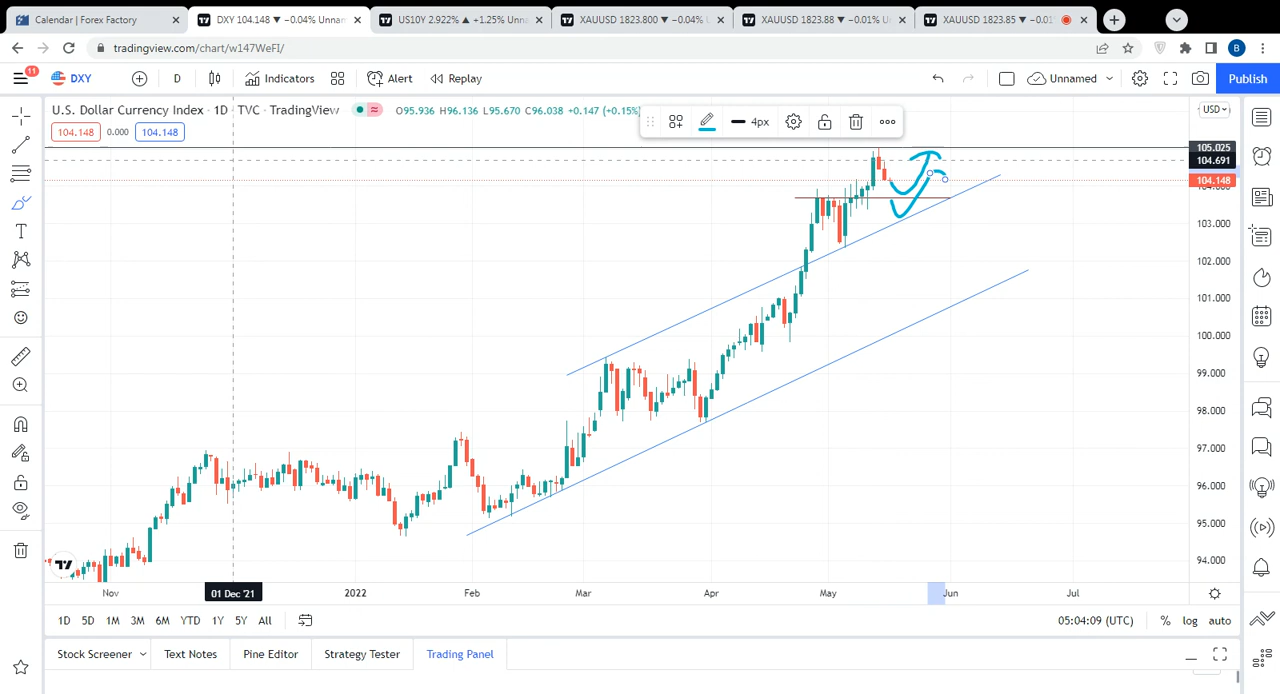 Calendar | Forex Factory
DXY 104.148 ▼ −0.04% Unnam
US10Y 2.922% ▲ +1.25% Unna
XAUUSD 1823.800 ▼ −0.04% U
XAUUSD 1823.88 ▼ −0.01% U
XAUUSD 1823.85 ▼ −0.01
tradingview.com/chart/w147WeFI/
B
11
DXY
D
Indicators
Alert
Replay
Unnamed
Publish
U.S. Dollar Currency Index · 1D · TVC · TradingView
O95.936 H96.136 L95.670 C96.038 +0.147 (+0.15%)
4px
USD
104.148
0.000
104.148
105.025
104.691
104.148
104.000
103.000
102.000
101.000
100.000
99.000
98.000
97.000
96.000
95.000
94.000
Nov
01 Dec '21
2022
Feb
Mar
Apr
May
Jun
Jul
1D 5D 1M 3M 6M YTD 1Y 5Y All
05:04:09 (UTC)
% log auto
Stock Screener
Text Notes
Pine Editor
Strategy Tester
Trading Panel